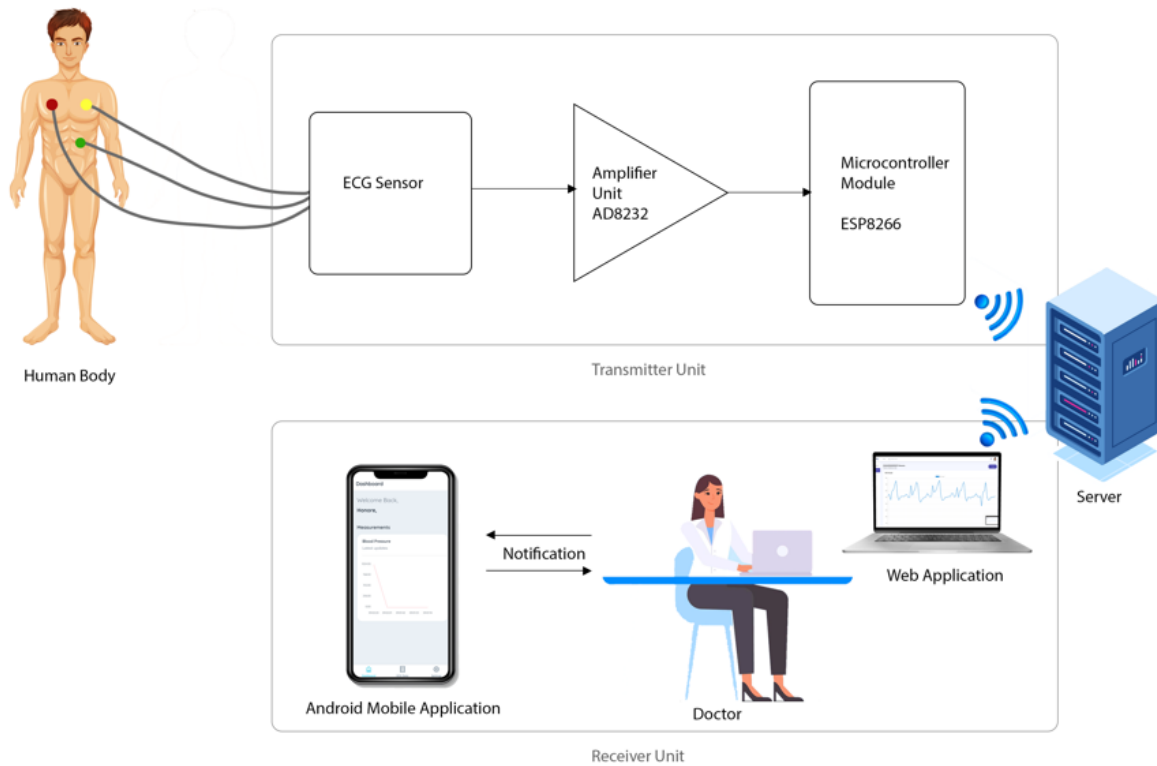 ECG Sensor
Amplifier
Unit
AD8232
Microcontroller
Module
ESP8266
Human Body
Transmitter Unit
Server
Dashboard
Welcome Back,
Honore,
Measurements
Blood Pressure
Notification
Web Application
Android Mobile Application
Doctor
Receiver Unit